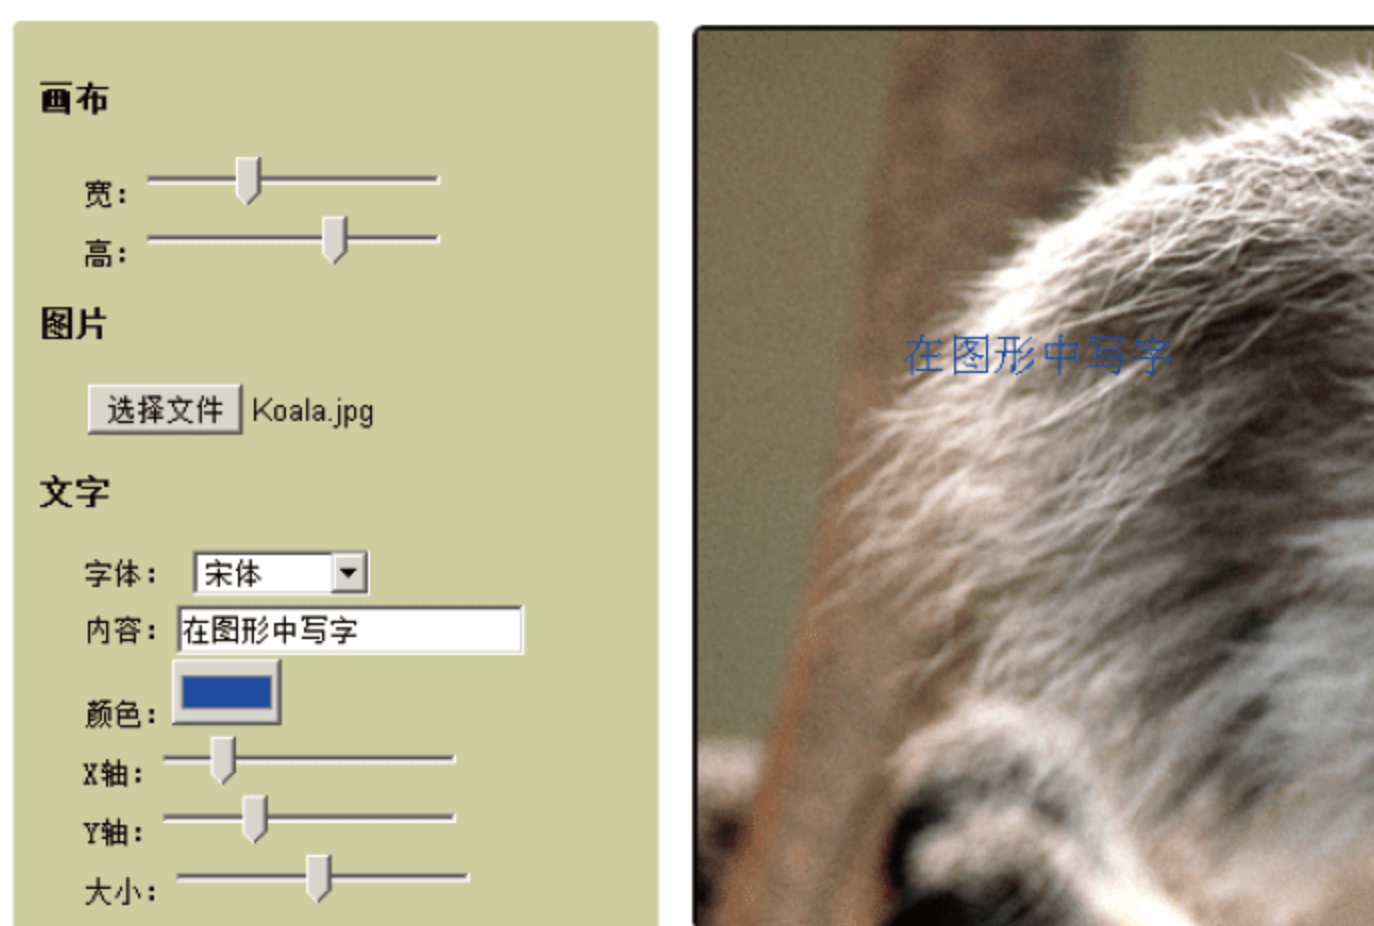 画布
宽：
高：
图片
选择文件 Koala.jpg
文字
字体： 宋体
内容： 在图形中写字
颜色：
X轴：
Y轴：
大小：
在图形中写字